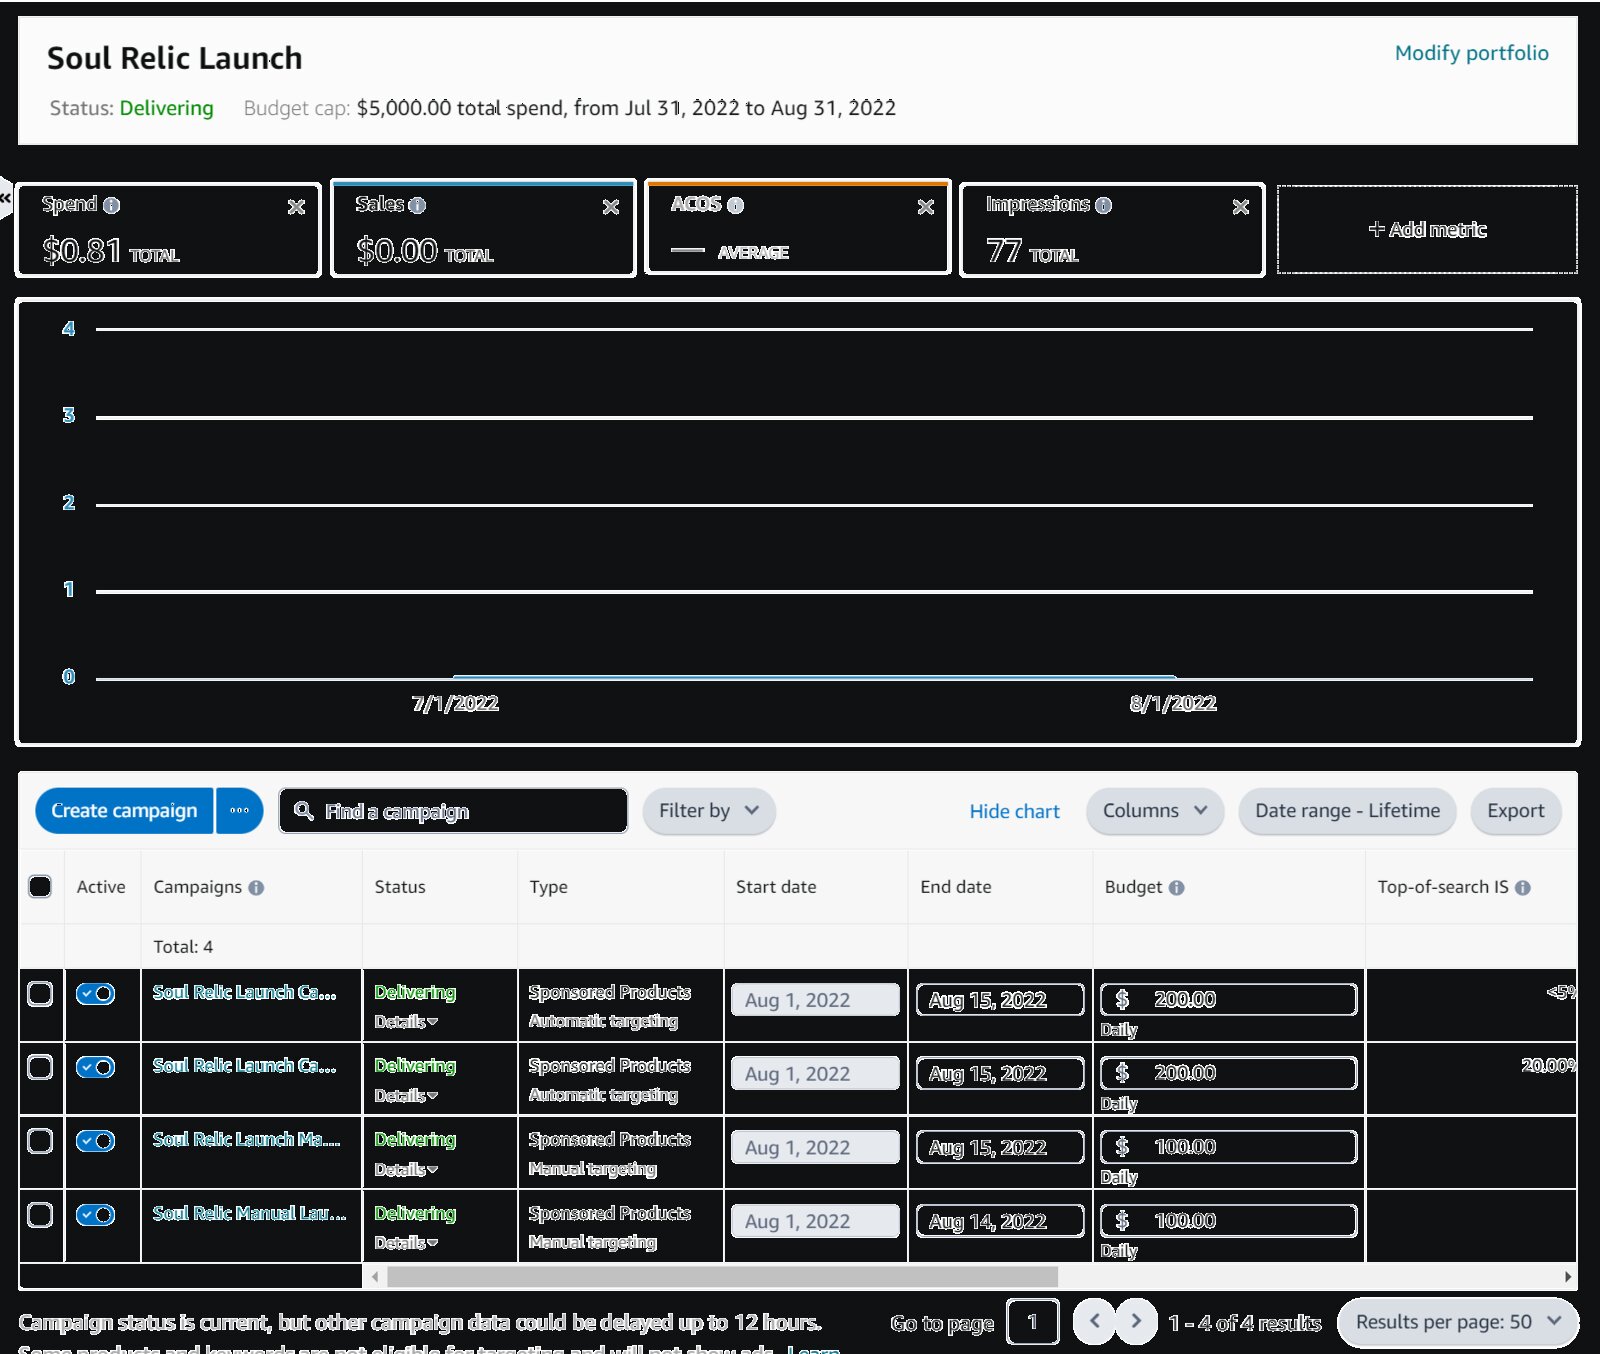 Soul Relic Launch
Modify portfolio
Status: Delivering Budget cap: $5,000.00 total spend, from Jul 31, 2022 to Aug 31, 2022
Spend
$0.81 TOTAL
Sales
$0.00 TOTAL
ACOS
— AVERAGE
Impressions
77 TOTAL
+ Add metric
4
3
2
1
0
7/1/2022 8/1/2022
Create campaign ... Find a campaign Filter by Hide chart Columns Date range - Lifetime Export
Active Campaigns Status Type Start date End date Budget Top-of-search IS
Total: 4
Soul Relic Launch Ca... Delivering Sponsored Products Aug 1, 2022 Aug 15, 2022 $ 200.00 <5%
Details Automatic targeting Daily
Soul Relic Launch Ca... Delivering Sponsored Products Aug 1, 2022 Aug 15, 2022 $ 200.00 20.00%
Details Automatic targeting Daily
Soul Relic Launch Ma... Delivering Sponsored Products Aug 1, 2022 Aug 15, 2022 $ 100.00
Details Manual targeting Daily
Soul Relic Manual Lau... Delivering Sponsored Products Aug 1, 2022 Aug 14, 2022 $ 100.00
Details Manual targeting Daily
Campaign status is current, but other campaign data could be delayed up to 12 hours. Go to page 1 1 - 4 of 4 results Results per page: 50
Some products and keywords are not eligible for targeting and will not show ads. Learn